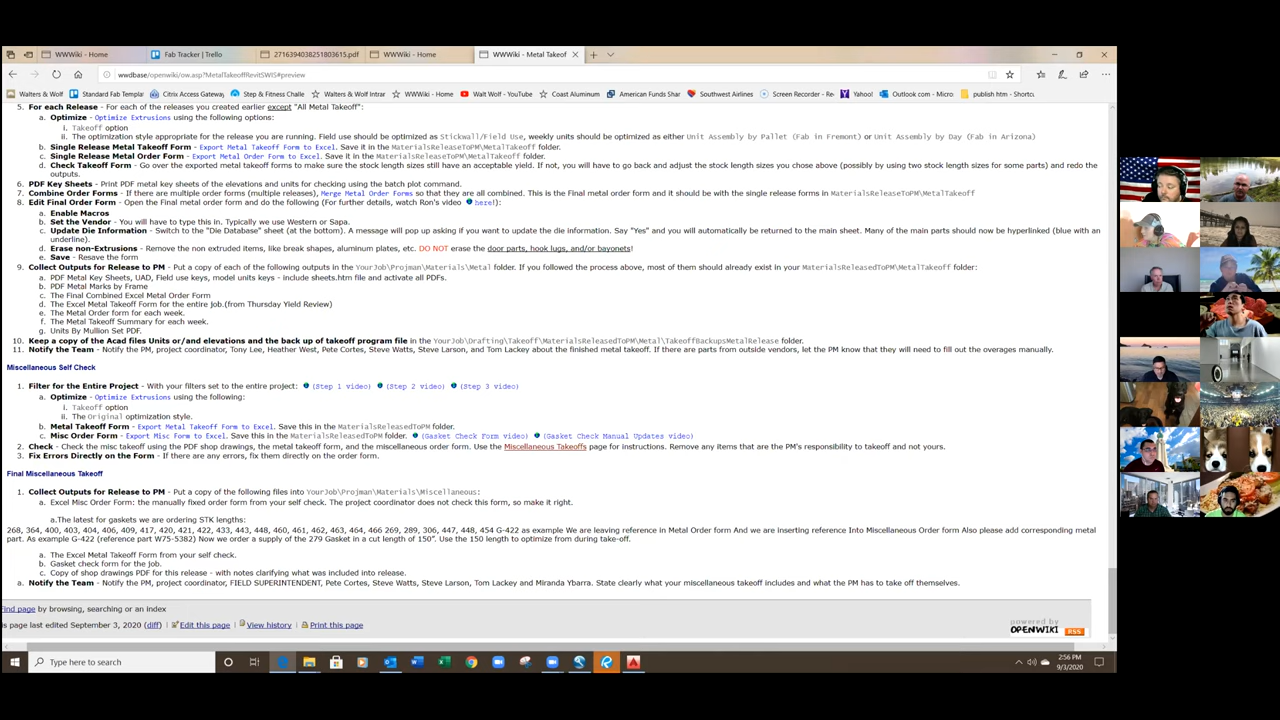 WWWiki - Home
Fab Tracker | Trello
2716394038251803615.pdf
WWWiki - Home
WWWiki - Metal Takeof
wwdbase/openwiki/ow.asp?MetalTakeoffRevitSWIS#preview
Walters & Wolf
Standard Fab Templat
Citrix Access Gateway
Step & Fitness Challe
Walters & Wolf Intrar
WWWiki - Home
Walt Wolf - YouTube
Coast Aluminum
American Funds Shar
Southwest Airlines
Screen Recorder - Re
Yahoo!
Outlook.com - Micro
publish htm - Shortc
5. For each Release - For each of the releases you created earlier except "All Metal Takeoff":
a. Optimize - Optimize Extrusions using the following options:
i. Takeoff option
ii. The optimization style appropriate for the release you are running. Field use should be optimized as Stickwall/Field Use, weekly units should be optimized as either Unit Assembly by Pallet (Fab in Fremont) or Unit Assembly by Day (Fab in Arizona)
b. Single Release Metal Takeoff Form - Export Metal Takeoff Form to Excel. Save it in the MaterialsReleaseToPM\MetalTakeoff folder.
c. Single Release Metal Order Form - Export Metal Order Form to Excel. Save it in the MaterialsReleaseToPM\MetalTakeoff folder.
d. Check Takeoff Form - Go over the exported metal takeoff forms to make sure the stock length sizes still have an acceptable yield. If not, you will have to go back and adjust the stock length sizes you chose above (possibly by using two stock length sizes for some parts) and redo the
outputs.
6. PDF Key Sheets - Print PDF metal key sheets of the elevations and units for checking using the batch plot command.
7. Combine Order Forms - If there are multiple order forms (multiple releases), Merge Metal Order Forms so that they are all combined. This is the Final metal order form and it should be with the single release forms in MaterialsReleaseToPM\MetalTakeoff
8. Edit Final Order Form - Open the Final metal order form and do the following (For further details, watch Ron's video here!):
a. Enable Macros
b. Set the Vendor - You will have to type this in. Typically we use Western or Sapa.
c. Update Die Information - Switch to the "Die Database" sheet (at the bottom). A message will pop up asking if you want to update the die information. Say "Yes" and you will automatically be returned to the main sheet. Many of the main parts should now be hyperlinked (blue with an
underline).
d. Erase non-Extrusions - Remove the non extruded items, like break shapes, aluminum plates, etc. DO NOT erase the door parts, hook lugs, and/or bayonets!
e. Save - Resave the form
9. Collect Outputs for Release to PM - Put a copy of each of the following outputs in the YourJob\Projman\Materials\Metal folder. If you followed the process above, most of them should already exist in your MaterialsReleasedToPM\MetalTakeoff folder:
a. PDF Metal Key Sheets, UAD, Field use keys, model units keys - include sheets.htm file and activate all PDFs.
b. PDF Metal Marks by Frame
c. The Final Combined Excel Metal Order Form
d. The Excel Metal Takeoff Form for the entire job.(from Thursday Yield Review)
e. The Metal Order form for each week.
f. The Metal Takeoff Summary for each week.
g. Units By Mullion Set PDF.
10. Keep a copy of the Acad files Units or/and elevations and the back up of takeoff program file in the YourJob\Drafting\Takeoff\MaterialsReleasedToPM\Metal\TakeoffBackupsMetalRelease folder.
11. Notify the Team - Notify the PM, project coordinator, Tony Lee, Heather West, Pete Cortes, Steve Watts, Steve Larson, and Tom Lackey about the finished metal takeoff. If there are parts from outside vendors, let the PM know that they will need to fill out the overages manually.
Miscellaneous Self Check
1. Filter for the Entire Project - With your filters set to the entire project: (Step 1 video) (Step 2 video) (Step 3 video)
a. Optimize - Optimize Extrusions using the following:
i. Takeoff option
ii. The Original optimization style.
b. Metal Takeoff Form - Export Metal Takeoff Form to Excel. Save this in the MaterialsReleasedToPM folder.
c. Misc Order Form - Export Misc Form to Excel. Save this in the MaterialsReleasedToPM folder. (Gasket Check Form video) (Gasket Check Manual Updates video)
2. Check - Check the misc takeoff using the PDF shop drawings, the metal takeoff form, and the miscellaneous order form. Use the Miscellaneous Takeoffs page for instructions. Remove any items that are the PM's responsibility to takeoff and not yours.
3. Fix Errors Directly on the Form - If there are any errors, fix them directly on the order form.
Final Miscellaneous Takeoff
1. Collect Outputs for Release to PM - Put a copy of the following files into YourJob\Projman\Materials\Miscellaneous:
a. Excel Misc Order Form: the manually fixed order form from your self check. The project coordinator does not check this form, so make it right.
a.The latest for gaskets we are ordering STK lengths:
268, 364, 400, 403, 404, 406, 409, 417, 420, 421, 422, 433, 443, 448, 460, 461, 462, 463, 464, 466 269, 289, 306, 447, 448, 454 G-422 as example We are leaving reference in Metal Order form And we are inserting reference Into Miscellaneous Order form Also please add corresponding metal
part. As example G-422 (reference part W75-5382) Now we order a supply of the 279 Gasket in a cut length of 150". Use the 150 length to optimize from during take-off.
a. The Excel Metal Takeoff Form from your self check.
b. Gasket check form for the job.
c. Copy of shop drawings PDF for this release - with notes clarifying what was included into release.
a. Notify the Team - Notify the PM, project coordinator, FIELD SUPERINTENDENT, Pete Cortes, Steve Watts, Steve Larson, Tom Lackey and Miranda Ybarra. State clearly what your miscellaneous takeoff includes and what the PM has to take off themselves.
Find page by browsing, searching or an index
is page last edited September 3, 2020 (diff) Edit this page View history Print this page
powered by
OPENWIKI RSS
Type here to search
2:56 PM
9/3/2020